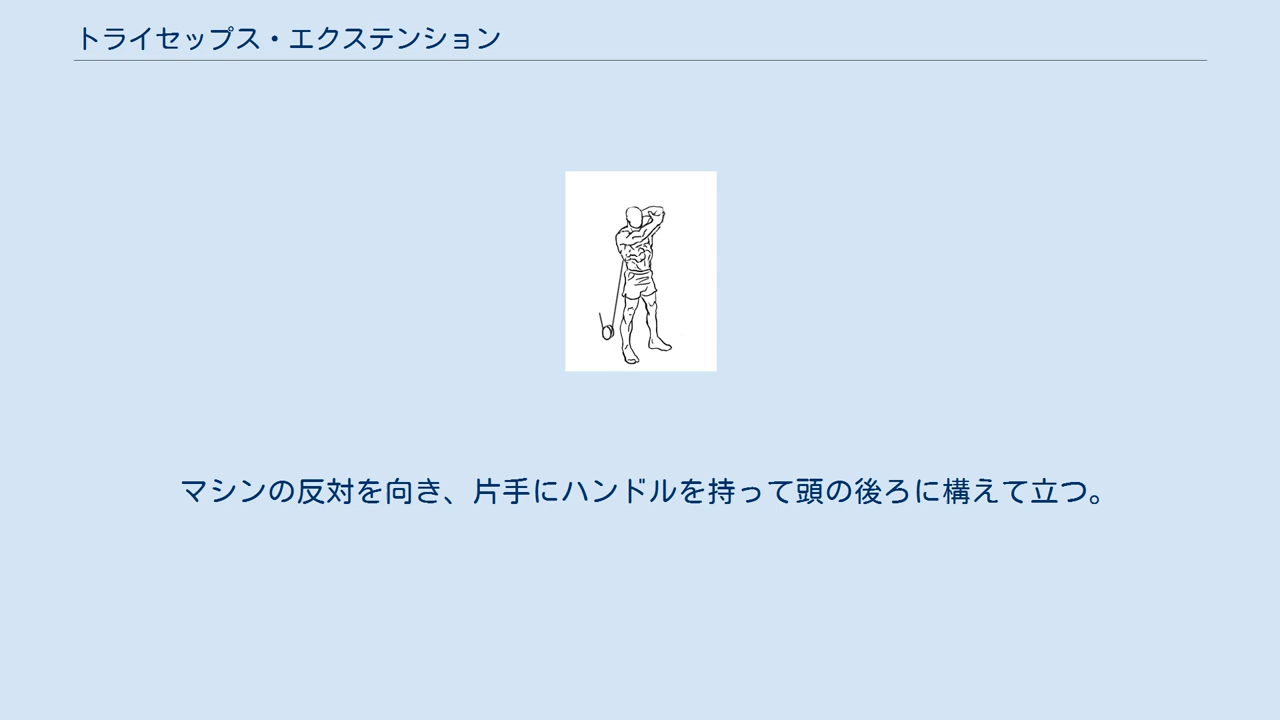 トライセップス・エクステンション
マシンの反対を向き、片手にハンドルを持って頭の後ろに構えて立つ。